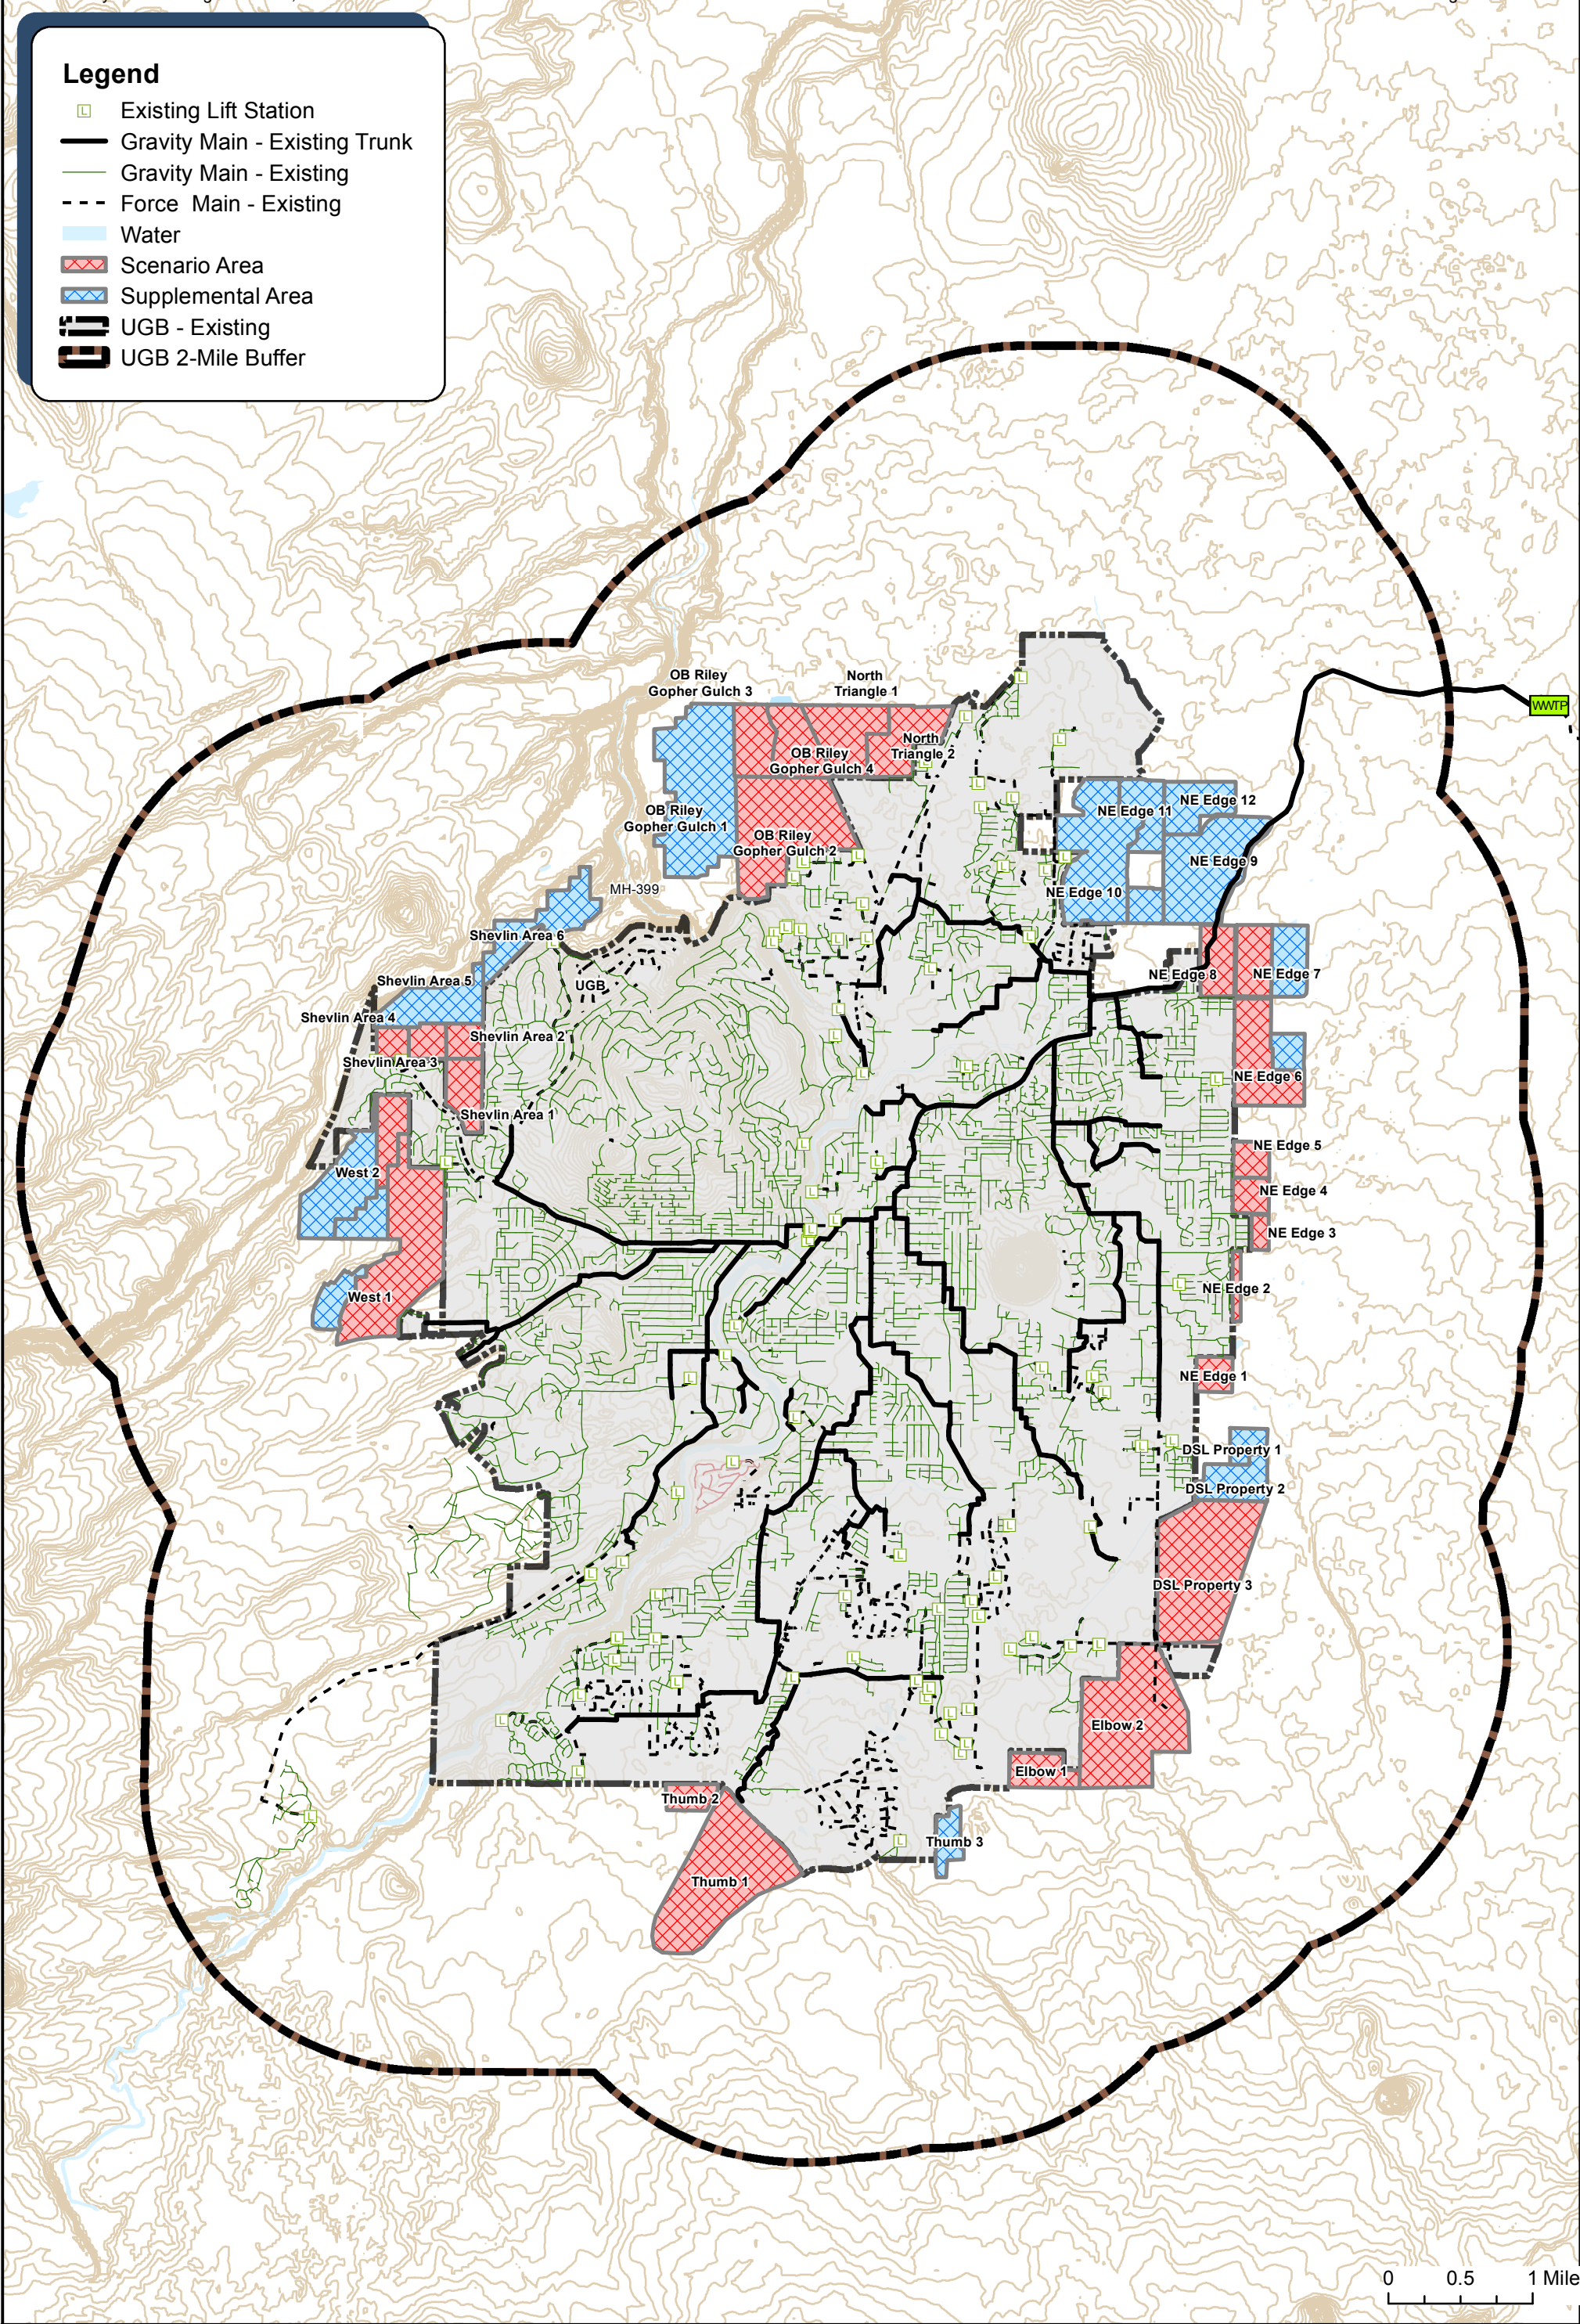 Legend
L Existing Lift Station
Gravity Main - Existing Trunk
Gravity Main - Existing
Force Main - Existing
Water
Scenario Area
Supplemental Area
UGB - Existing
UGB 2-Mile Buffer
OB Riley
Gopher Gulch 3
North
Triangle 1
WWTP
North
Triangle 2
OB Riley
Gopher Gulch 4
NE Edge 12
NE Edge 11
OB Riley
Gopher Gulch 1
OB Riley
Gopher Gulch 2
NE Edge 9
MH-399
NE Edge 10
Shevlin Area 6
NE Edge 8
NE Edge 7
Shevlin Area 5
UGB
Shevlin Area 4
Shevlin Area 2
Shevlin Area 3
NE Edge 6
Shevlin Area 1
NE Edge 5
West 2
NE Edge 4
NE Edge 3
NE Edge 2
West 1
NE Edge 1
DSL Property 1
DSL Property 2
DSL Property 3
Elbow 2
Elbow 1
Thumb 2
Thumb 3
Thumb 1
0 0.5 1 Mile